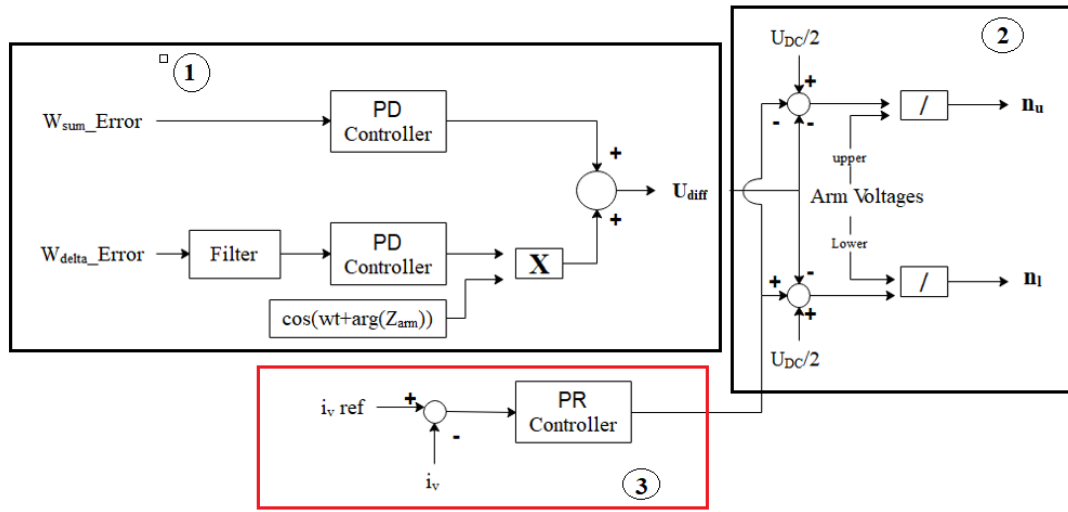 1
W_sum_Error
PD
Controller
+
+
U_diff
W_delta_Error
Filter
PD
Controller
X
cos(wt+arg(Z_arm))
2
U_DC/2
+
-
-
/
n_u
upper
Arm Voltages
Lower
-
+
+
/
n_l
U_DC/2
i_v ref
+
-
PR
Controller
i_v
3